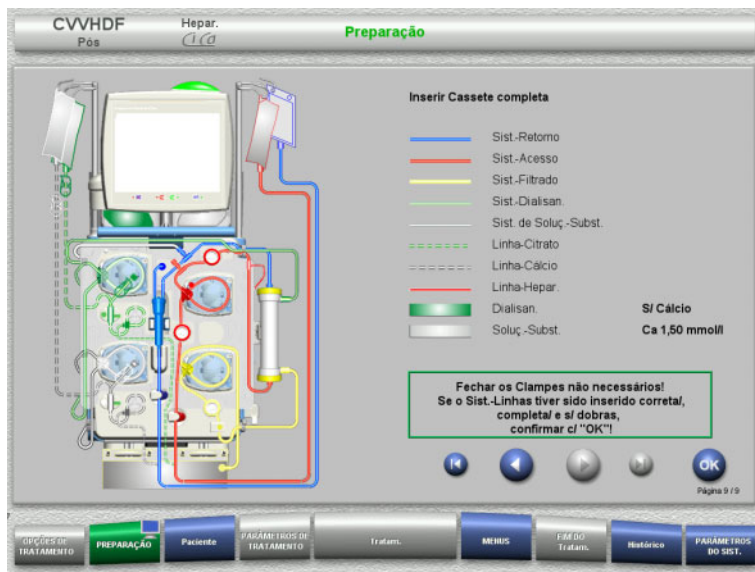 CVVHDF
Pós
Hepar.
Ci Ca
Preparação
Inserir Cassete completa
Sist.-Retorno
Sist.-Acesso
Sist.-Filtrado
Sist.-Dialisan.
Sist. de Soluç.-Subst.
Linha-Citrato
Linha-Cálcio
Linha-Hepar.
Dialisan. S/ Cálcio
Soluç.-Subst. Ca 1,50 mmol/l
Fechar os Clampes não necessários!
Se o Sist.-Linhas tiver sido inserido correta/,
completa/ e s/ dobras,
confirmar c/ "OK"!
OK
Página 9 / 9
OPÇÕES DE
TRATAMENTO
PREPARAÇÃO
Paciente
PARÂMETROS DE
TRATAMENTO
Tratam.
MENUS
FIM DO
Tratam.
Histórico
PARÂMETROS
DO SIST.